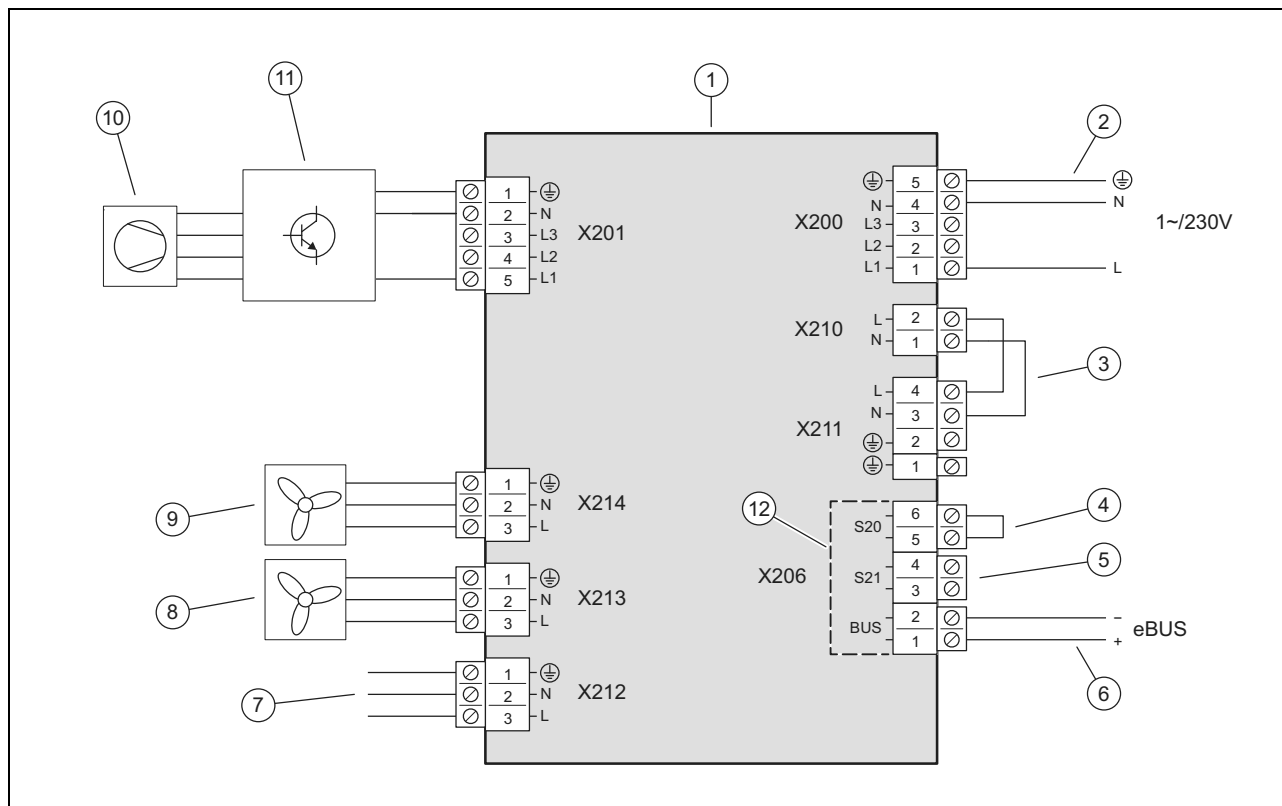 11
10
1
2
5
N 4 N
X200 L3 3 1~/230V
L2 2
L1 1 L
1
2 N
3 L3 X201
4 L2
5 L1
X210 L 2
N 1
3
L 4
N 3
X211
2
1
9
1
2 N X214
3 L
12
6
S20 4
5
X206
4
S21 5
3
2 –
BUS eBUS
1 +
6
8
1
2 N X213
3 L
7
1
2 N X212
3 L